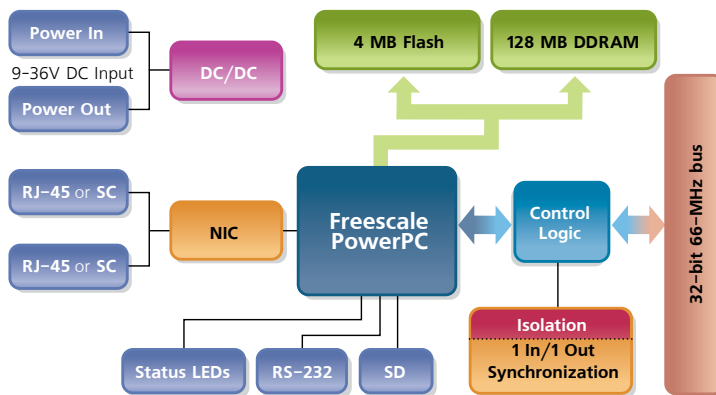 Power In
9-36V DC Input
Power Out
DC/DC
4 MB Flash
128 MB DDRAM
RJ-45 or SC
RJ-45 or SC
NIC
Freescale
PowerPC
Control
Logic
32-bit 66-MHz bus
Isolation
1 In/1 Out
Synchronization
Status LEDs
RS-232
SD